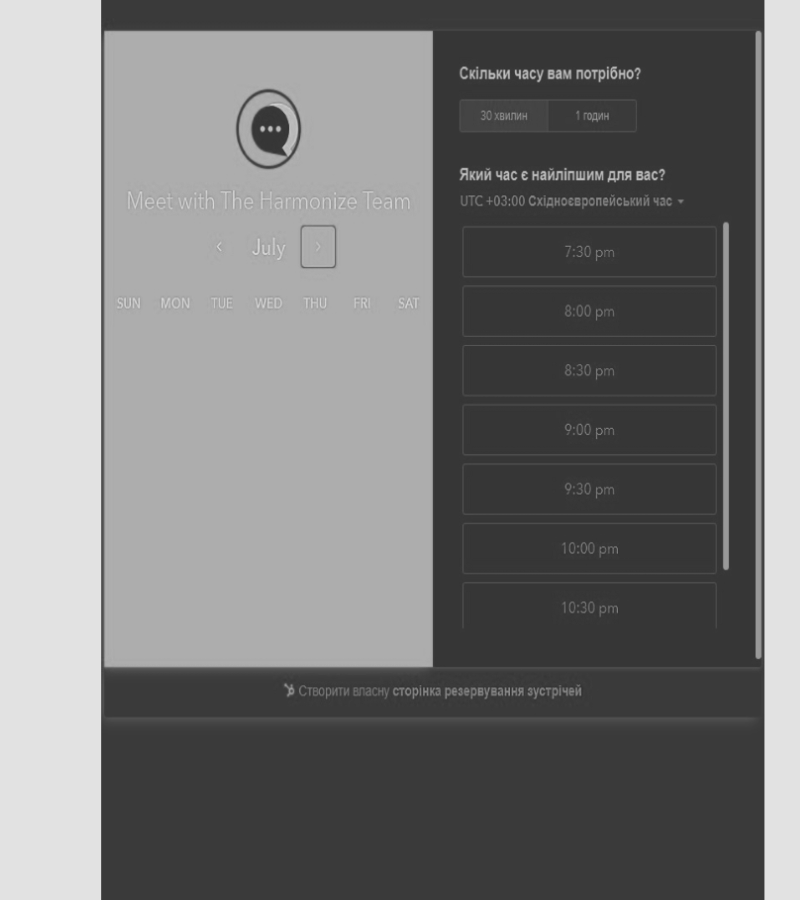 Meet with The Harmonize Team
July
SUN MON TUE WED THU FRI SAT
Скільки часу вам потрібно?
30 хвилин 1 годин
Який час є найліпшим для вас?
UTC +03:00 Східноєвропейський час
7:30 pm
8:00 pm
8:30 pm
9:00 pm
9:30 pm
10:00 pm
10:30 pm
Створити власну сторінка резервування зустрічей